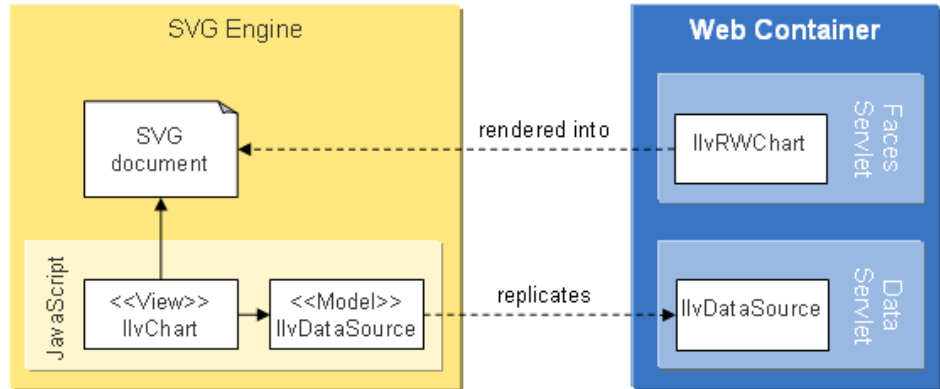 SVG Engine
Web Container
SVG
document
rendered into
IlvRWChart
Faces
Servlet
JavaScript
<<View>>
IlvChart
<<Model>>
IlvDataSource
replicates
IlvDataSource
Data
Servlet